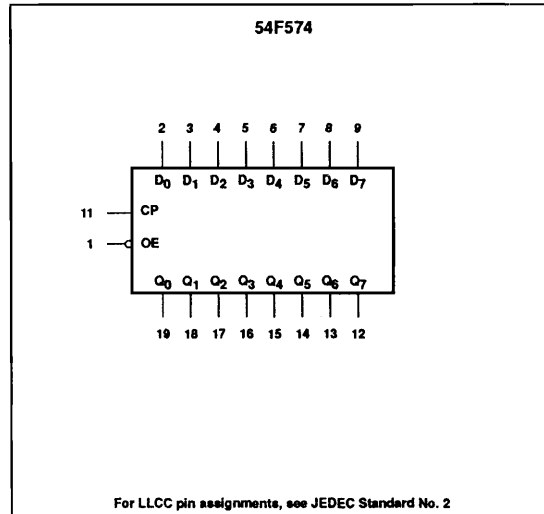 54F574
2 3 4 5 6 7 8 9
D0 D1 D2 D3 D4 D5 D6 D7
11 CP
1 OE
Q0 Q1 Q2 Q3 Q4 Q5 Q6 Q7
19 18 17 16 15 14 13 12
For LLCC pin assignments, see JEDEC Standard No. 2